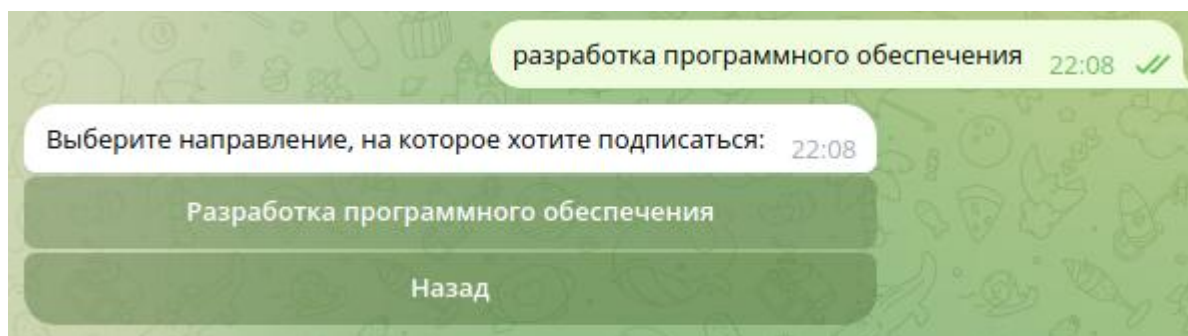 разработка программного обеспечения 22:08
Выберите направление, на которое хотите подписаться: 22:08
Разработка программного обеспечения
Назад